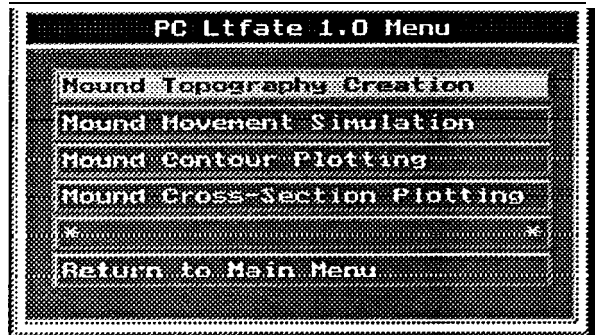 PC Ltfate 1.0 Menu
Mound Topography Creation
Mound Movement Simulation
Mound Contour Plotting
Mound Cross-Section Plotting
* *
Return to Main Menu